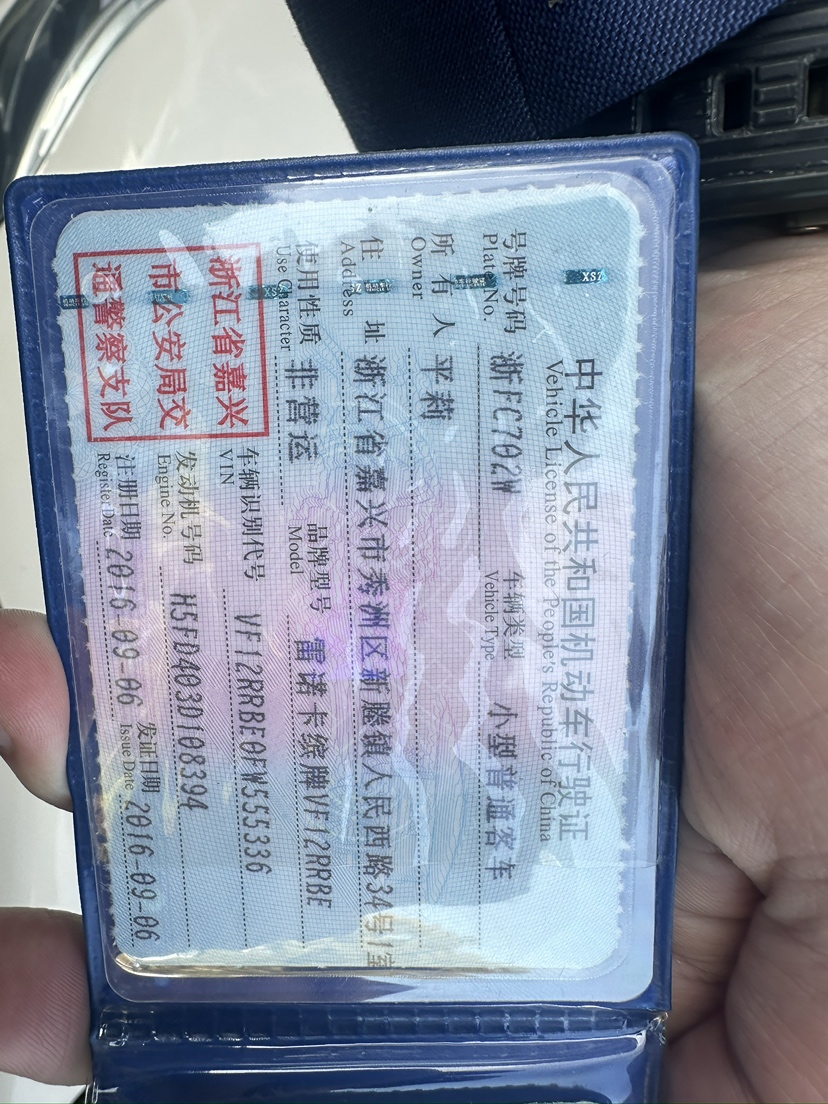 中华人民共和国机动车行驶证
Vehicle License of the People's Republic of China
号牌号码 浙FC702W 车辆类型 小型普通客车
Plate No. Vehicle Type
所有人 平莉
Owner
住址 浙江省嘉兴市秀洲区新塍镇人民西路34号1室
Address
使用性质 非营运 品牌型号 雷诺卡缤牌VF12RRBE
Use Character Model
浙江省嘉兴
市公安局交
通警察支队
车辆识别代号 VF12RRBE0FW555336
VIN
发动机号码 H5FD403D108394
Engine No.
注册日期 2016-09-06 发证日期 2016-09-06
Register Date Issue Date
XSZ